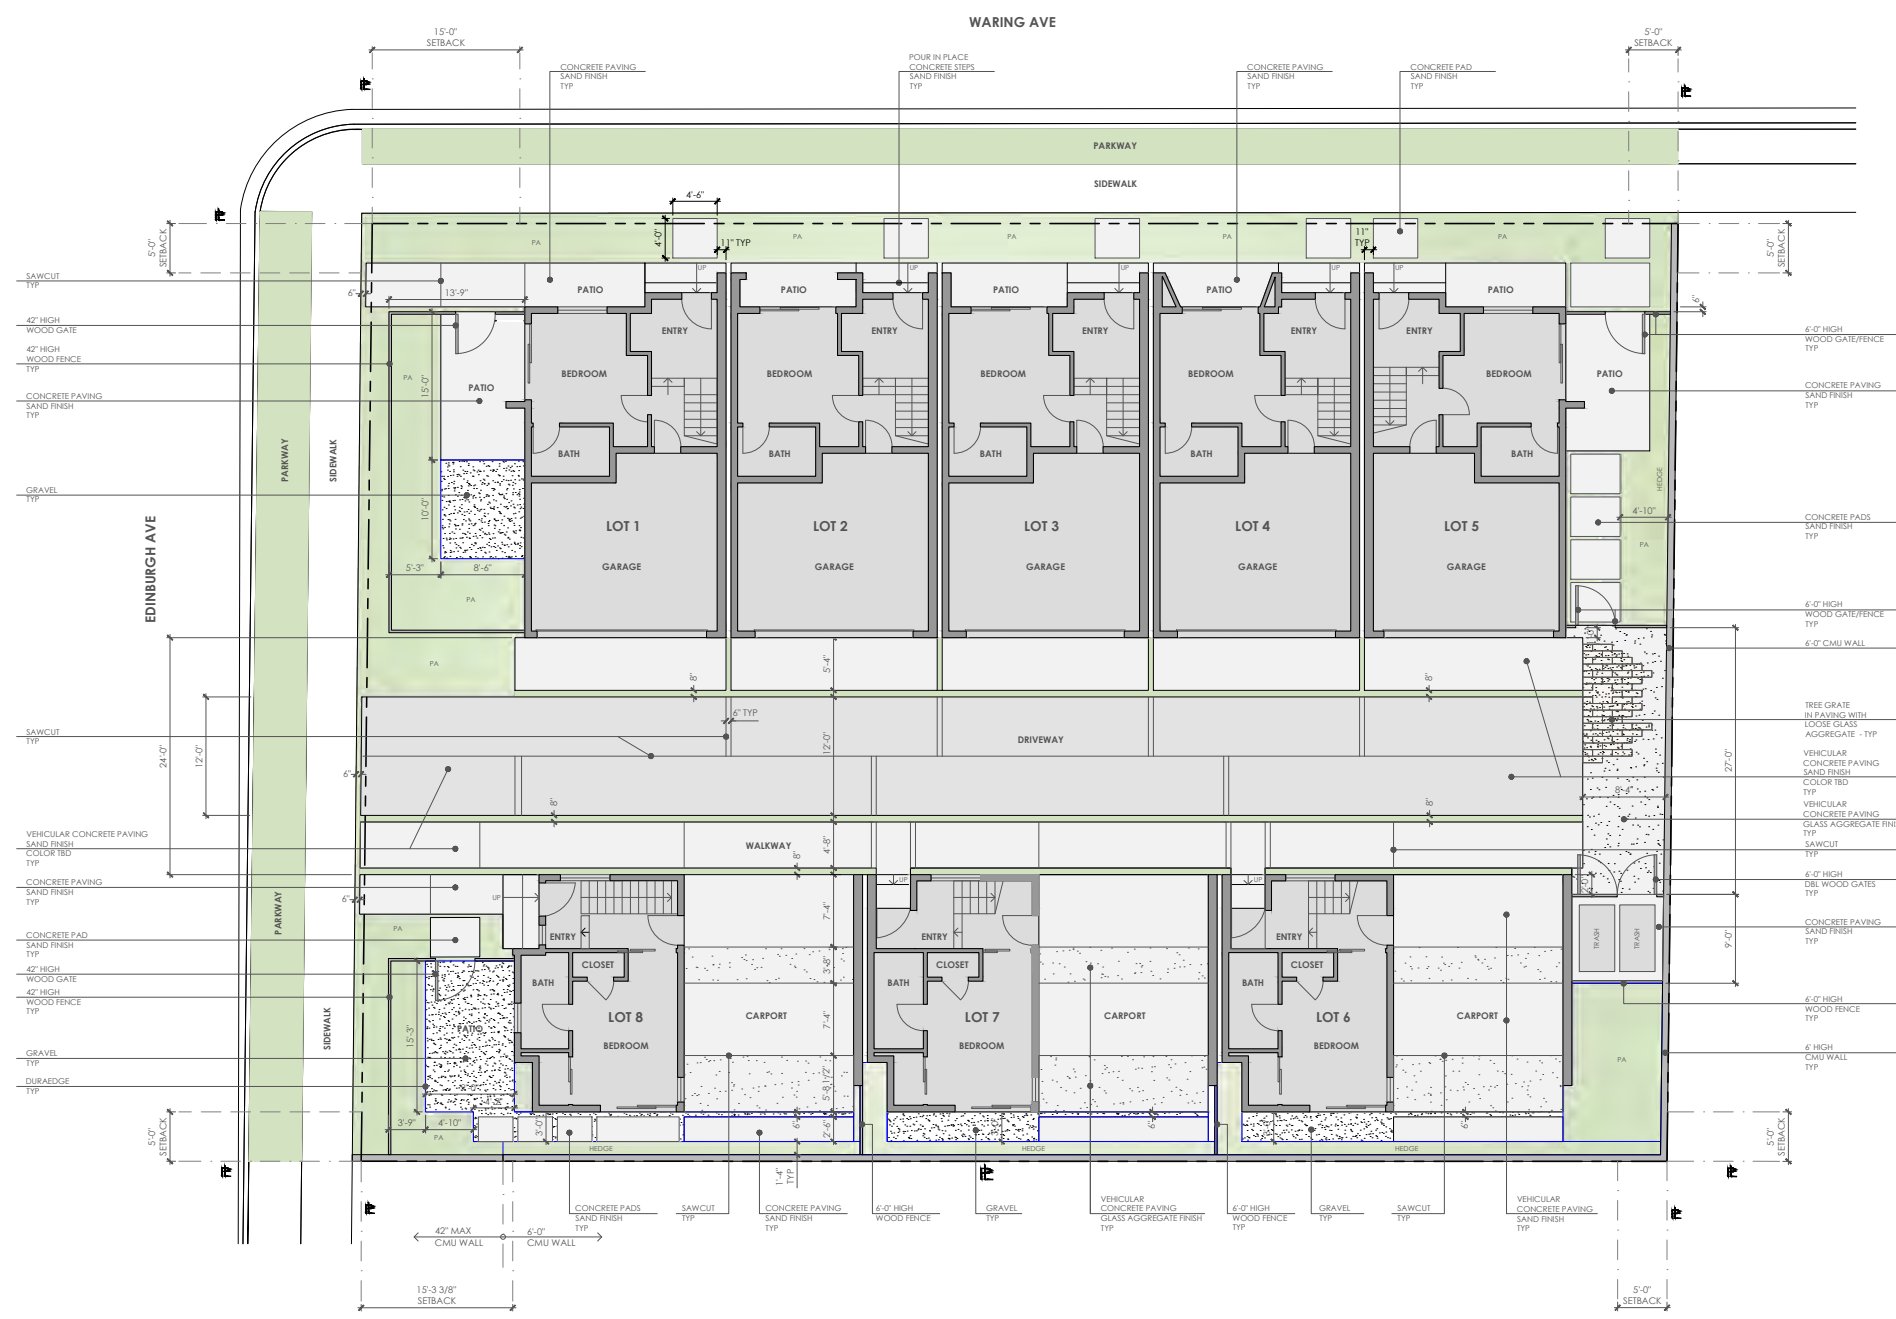 WARING AVE
15'-0"
SETBACK
5'-0"
SETBACK
CONCRETE PAVING
SAND FINISH
TYP
POUR IN PLACE
CONCRETE STEPS
SAND FINISH
TYP
CONCRETE PAVING
SAND FINISH
TYP
CONCRETE PAD
SAND FINISH
TYP
PARKWAY
SIDEWALK
4'-6"
4'-0"
11" TYP
11"
TYP
5'-0"
SETBACK
5'-0"
SETBACK
PA
PA
PA
PA
PA
UP
UP
UP
UP
UP
SAWCUT
TYP
6"
13'-9"
PATIO
PATIO
PATIO
PATIO
PATIO
6"
42" HIGH
WOOD GATE
ENTRY
ENTRY
ENTRY
ENTRY
ENTRY
6'-0" HIGH
WOOD GATE/FENCE
TYP
42" HIGH
WOOD FENCE
TYP
PA
15'-0"
PATIO
BEDROOM
BEDROOM
BEDROOM
BEDROOM
BEDROOM
PATIO
CONCRETE PAVING
SAND FINISH
TYP
CONCRETE PAVING
SAND FINISH
TYP
BATH
BATH
BATH
BATH
BATH
PARKWAY
SIDEWALK
HEDGE
GRAVEL
TYP
10'-0"
LOT 1
LOT 2
LOT 3
LOT 4
LOT 5
4'-10"
PA
CONCRETE PADS
SAND FINISH
TYP
EDINBURGH AVE
5'-3"
8'-6"
GARAGE
GARAGE
GARAGE
GARAGE
GARAGE
PA
6'-0" HIGH
WOOD GATE/FENCE
TYP
6'-0" CMU WALL
PA
5'-4"
8"
8"
6" TYP
TREE GRATE
IN PAVING WITH
LOOSE GLASS
AGGREGATE - TYP
SAWCUT
TYP
24'-0"
12'-0"
12'-0"
DRIVEWAY
27'-0"
VEHICULAR
CONCRETE PAVING
SAND FINISH
COLOR TBD
TYP
6"
8'-4"
8"
8"
VEHICULAR
CONCRETE PAVING
GLASS AGGREGATE FINI
TYP
VEHICULAR CONCRETE PAVING
SAND FINISH
COLOR TBD
TYP
WALKWAY
4'-8"
8"
SAWCUT
TYP
CONCRETE PAVING
SAND FINISH
TYP
6"
UP
UP
UP
6'-0" HIGH
DBL WOOD GATES
TYP
PARKWAY
PA
7'-4"
ENTRY
ENTRY
ENTRY
TRASH
TRASH
9'-0"
CONCRETE PAVING
SAND FINISH
TYP
CONCRETE PAD
SAND FINISH
TYP
42" HIGH
WOOD GATE
42" HIGH
WOOD FENCE
TYP
CLOSET
CLOSET
CLOSET
3'-8"
BATH
BATH
BATH
6'-0" HIGH
WOOD FENCE
TYP
SIDEWALK
15'-3"
PATIO
LOT 8
CARPORT
7'-4"
LOT 7
CARPORT
LOT 6
CARPORT
GRAVEL
TYP
BEDROOM
BEDROOM
BEDROOM
PA
6' HIGH
CMU WALL
TYP
DURAEDGE
TYP
5'-8 1/2"
3'-9"
4'-10"
PA
3'-0"
6"
2'-6"
6"
6"
5'-0"
SETBACK
5'-0"
SETBACK
HEDGE
HEDGE
HEDGE
1'-4"
TYP
CONCRETE PADS
SAND FINISH
TYP
SAWCUT
TYP
CONCRETE PAVING
SAND FINISH
TYP
6'-0" HIGH
WOOD FENCE
GRAVEL
TYP
VEHICULAR
CONCRETE PAVING
GLASS AGGREGATE FINISH
TYP
6'-0" HIGH
WOOD FENCE
TYP
GRAVEL
TYP
SAWCUT
TYP
VEHICULAR
CONCRETE PAVING
SAND FINISH
TYP
42" MAX
CMU WALL
6'-0"
CMU WALL
15'-3 3/8"
SETBACK
5'-0"
SETBACK